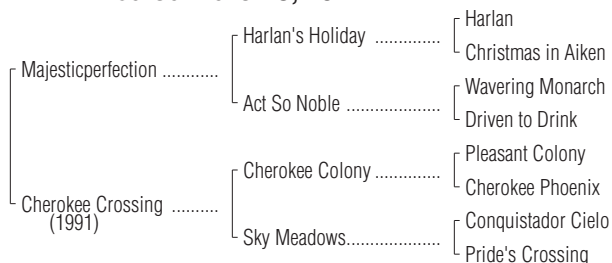 Harlan
Harlan's Holiday ..............
Christmas in Aiken
Majesticperfection ...........
Wavering Monarch
Act So Noble ....................
Driven to Drink
Pleasant Colony
Cherokee Colony ..............
Cherokee Phoenix
Cherokee Crossing .........
(1991)
Conquistador Cielo
Sky Meadows....................
Pride's Crossing